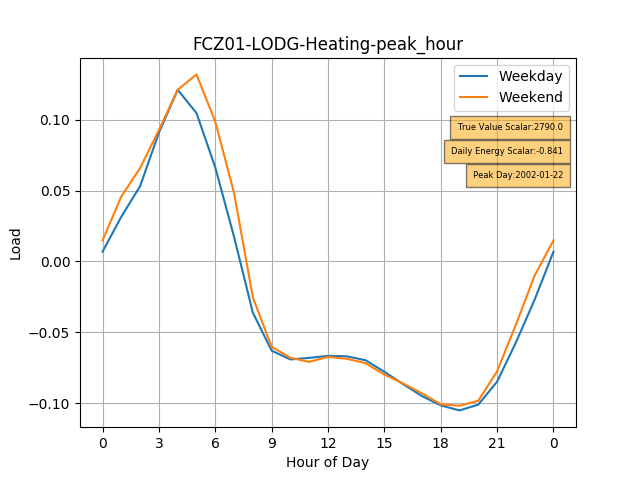 FCZ01-LODG-Heating-peak_hour
Weekday
Weekend
True Value Scalar:2790.0
Daily Energy Scalar:-0.841
Peak Day:2002-01-22
Load
0.10
0.05
0.00
−0.05
−0.10
0 3 6 9 12 15 18 21 0
Hour of Day